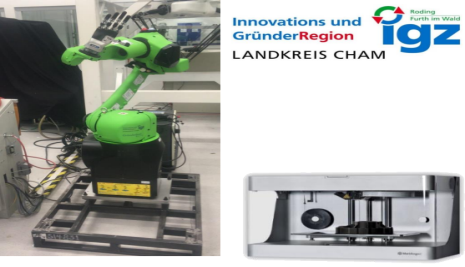 Innovations und
GründerRegion
LANDKREIS CHAM
Roding
Furth im Wald
igz